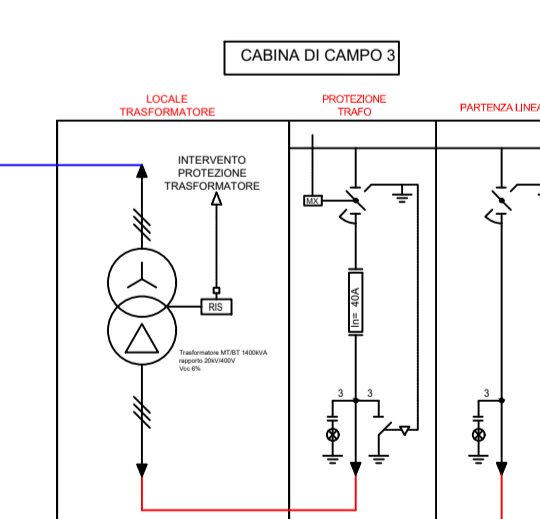 CABINA DI CAMPO 3
LOCALE
TRASFORMATORE
PROTEZIONE
TRAFO
PARTENZA LINEA
INTERVENTO
PROTEZIONE
TRASFORMATORE
MX
RIS
In= 40A
Trasformatore MT/BT 1400kVA
rapporto 20kV/400V
Vcc 6%
3 3
3